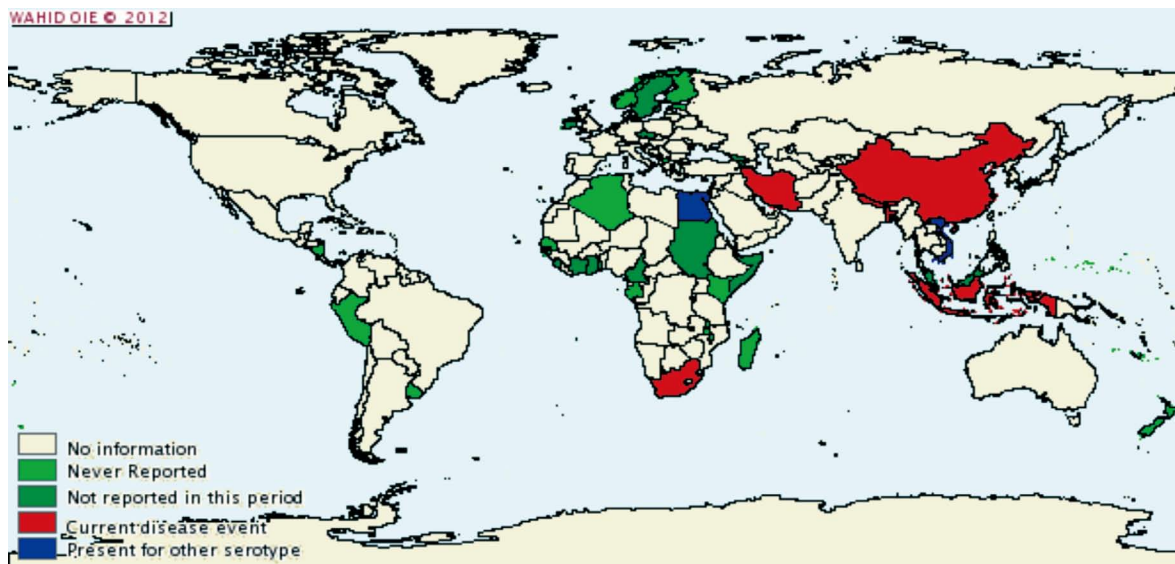 WAHID OIE © 2012
No information
Never Reported
Not reported in this period
Current disease event
Present for other serotype